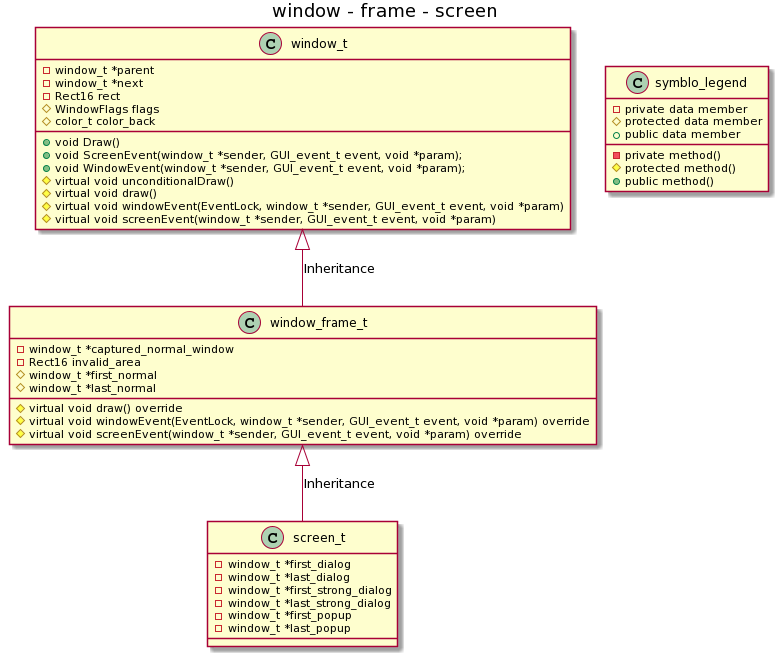 window - frame - screen
C window_t
window_t *parent
window_t *next
Rect16 rect
WindowFlags flags
color_t color_back
void Draw()
void ScreenEvent(window_t *sender, GUI_event_t event, void *param);
void WindowEvent(window_t *sender, GUI_event_t event, void *param);
virtual void unconditionalDraw()
virtual void draw()
virtual void windowEvent(EventLock, window_t *sender, GUI_event_t event, void *param)
virtual void screenEvent(window_t *sender, GUI_event_t event, void *param)
C symblo_legend
private data member
protected data member
public data member
private method()
protected method()
public method()
Inheritance
C window_frame_t
window_t *captured_normal_window
Rect16 invalid_area
window_t *first_normal
window_t *last_normal
virtual void draw() override
virtual void windowEvent(EventLock, window_t *sender, GUI_event_t event, void *param) override
virtual void screenEvent(window_t *sender, GUI_event_t event, void *param) override
Inheritance
C screen_t
window_t *first_dialog
window_t *last_dialog
window_t *first_strong_dialog
window_t *last_strong_dialog
window_t *first_popup
window_t *last_popup